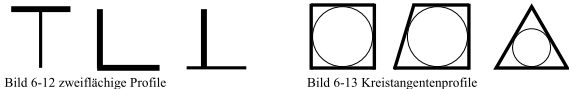 Bild 6-12 zweiflächige Profile
Bild 6-13 Kreistangentenprofile